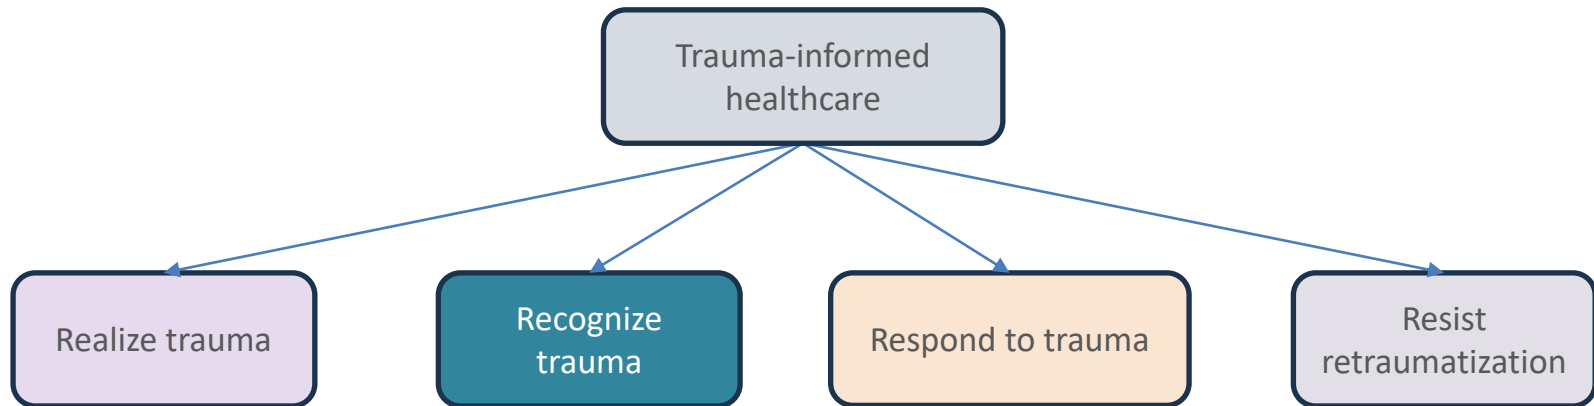 Trauma-informed
healthcare
Realize trauma
Recognize
trauma
Respond to trauma
Resist
retraumatization